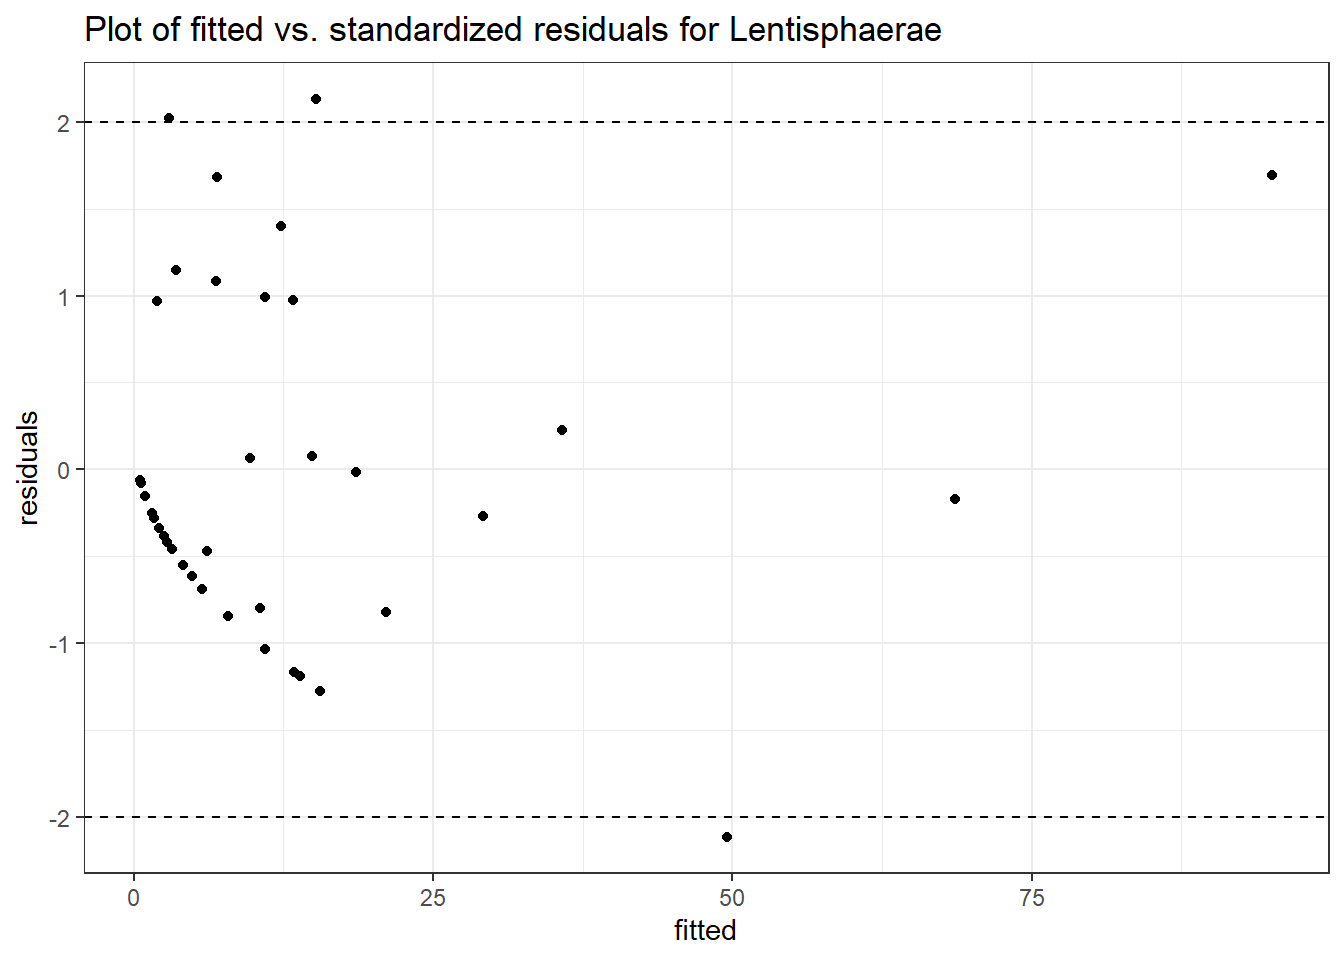 Plot of fitted vs. standardized residuals for Lentisphaerae
2
1
0
-1
-2
residuals
0 25 50 75
fitted